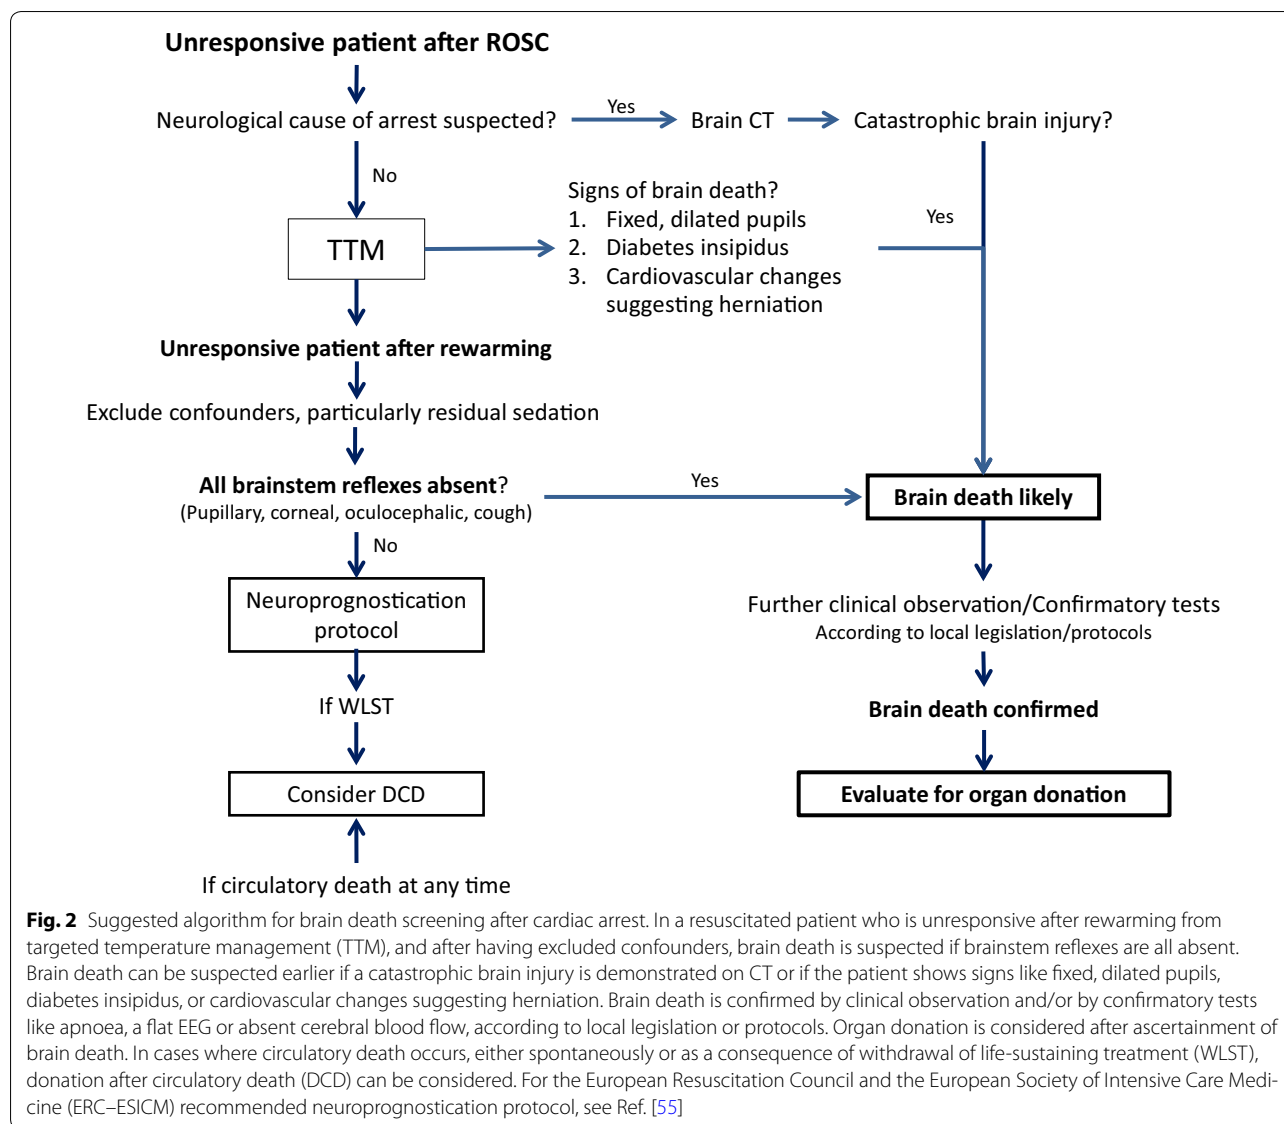 Unresponsive patient after ROSC
Neurological cause of arrest suspected?
Yes
Brain CT
Catastrophic brain injury?
No
Signs of brain death?
1. Fixed, dilated pupils
2. Diabetes insipidus
3. Cardiovascular changes
suggesting herniation
Yes
TTM
Unresponsive patient after rewarming
Exclude confounders, particularly residual sedation
All brainstem reflexes absent?
(Pupillary, corneal, oculocephalic, cough)
Yes
Brain death likely
No
Neuroprognostication
protocol
Further clinical observation/Confirmatory tests
According to local legislation/protocols
If WLST
Brain death confirmed
Consider DCD
Evaluate for organ donation
If circulatory death at any time
Fig. 2 Suggested algorithm for brain death screening after cardiac arrest. In a resuscitated patient who is unresponsive after rewarming from
targeted temperature management (TTM), and after having excluded confounders, brain death is suspected if brainstem reflexes are all absent.
Brain death can be suspected earlier if a catastrophic brain injury is demonstrated on CT or if the patient shows signs like fixed, dilated pupils,
diabetes insipidus, or cardiovascular changes suggesting herniation. Brain death is confirmed by clinical observation and/or by confirmatory tests
like apnoea, a flat EEG or absent cerebral blood flow, according to local legislation or protocols. Organ donation is considered after ascertainment of
brain death. In cases where circulatory death occurs, either spontaneously or as a consequence of withdrawal of life-sustaining treatment (WLST),
donation after circulatory death (DCD) can be considered. For the European Resuscitation Council and the European Society of Intensive Care Medi-
cine (ERC–ESICM) recommended neuroprognostication protocol, see Ref. [55]